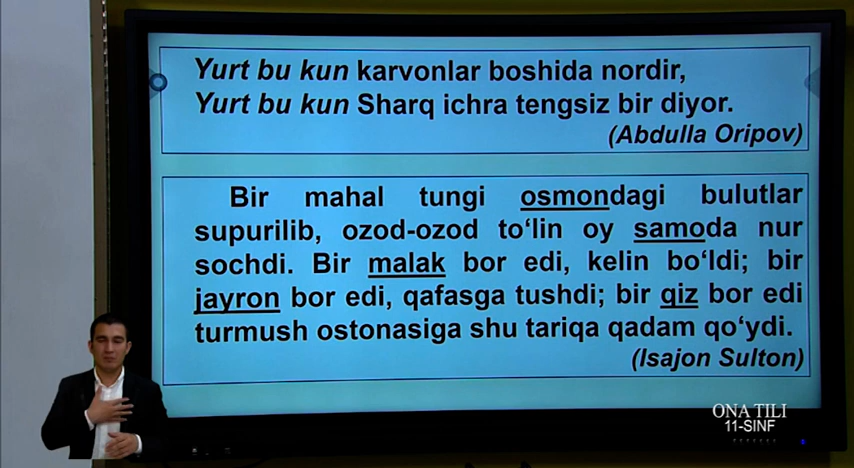 Yurt bu kun karvonlar boshida nordir,
Yurt bu kun Sharq ichra tengsiz bir diyor.
(Abdulla Oripov)
Bir mahal tungi osmondagi bulutlar
supurilib, ozod-ozod to‘lin oy samoda nur
sochdi. Bir malak bor edi, kelin bo‘ldi; bir
jayron bor edi, qafasga tushdi; bir qiz bor edi
turmush ostonasiga shu tariqa qadam qo‘ydi.
(Isajon Sulton)
ONA TILI
11-SINF